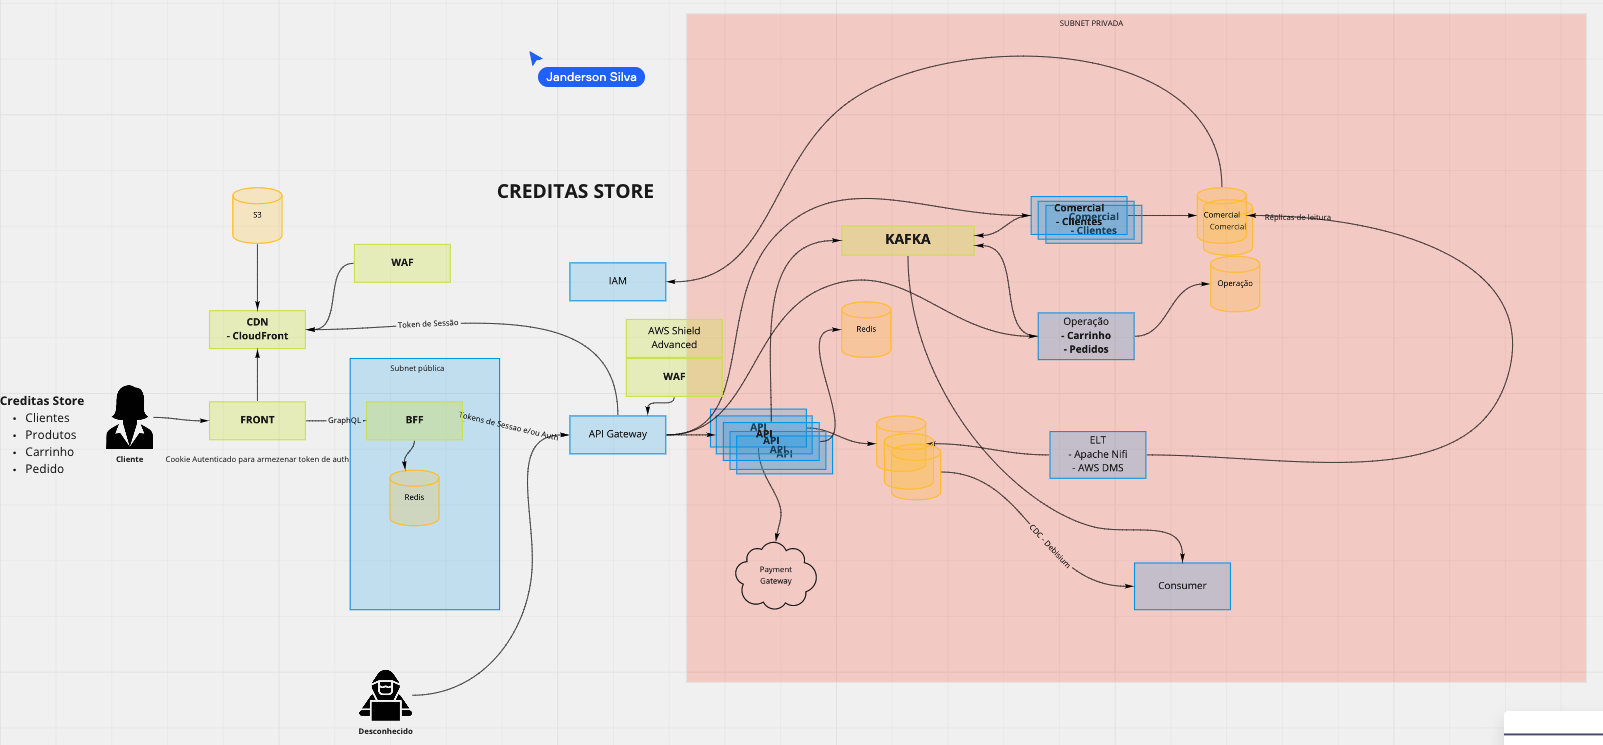 SUBNET PRIVADA
Janderson Silva
CREDITAS STORE
S3
WAF
CDN
- CloudFront
Token de Sessão
IAM
AWS Shield
Advanced
WAF
Subnet pública
Creditas Store
• Clientes
• Produtos
• Carrinho
• Pedido
Cliente
FRONT
GraphQL
BFF
Tokens de Sessao e/ou Auth
API Gateway
Cookie Autenticado para armezenar token de auth
Redis
Desconhecido
KAFKA
Comercial
- Clientes
Comercial
- Clientes
Comercial
Comercial
Réplicas de leitura
Operação
Redis
Operação
- Carrinho
- Pedidos
API
API
API
API
API
ELT
- Apache Nifi
- AWS DMS
CDC - Debisium
Payment
Gateway
Consumer